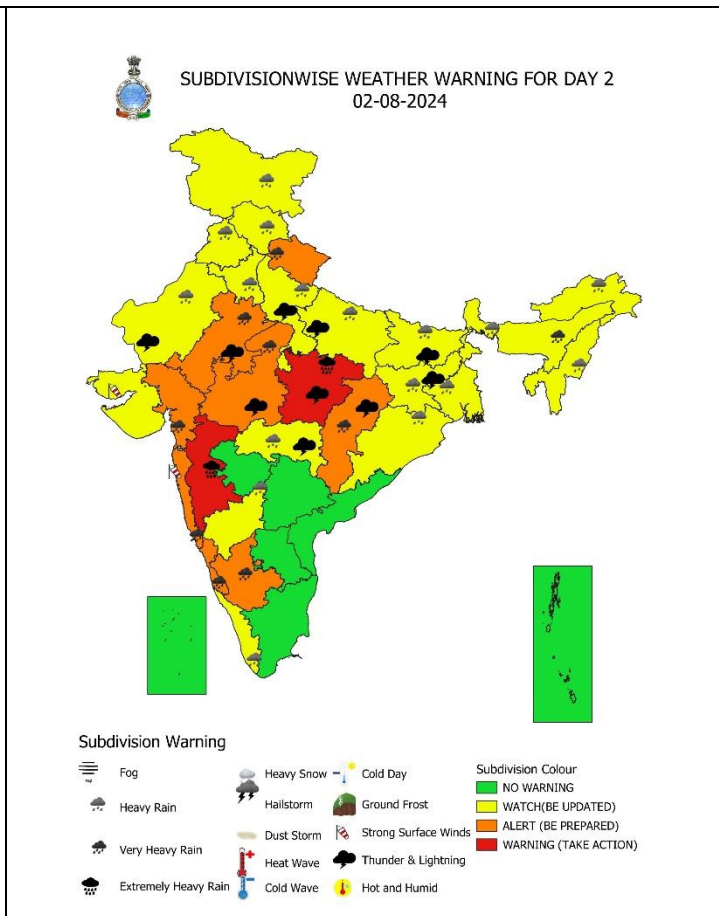 SUBDIVISIONWISE WEATHER WARNING FOR DAY 2
02-08-2024
Subdivision Warning
Fog
Heavy Rain
Very Heavy Rain
Extremely Heavy Rain
Heavy Snow
Hailstorm
Dust Storm
Heat Wave
Cold Wave
Cold Day
Ground Frost
Strong Surface Winds
Thunder & Lightning
Hot and Humid
Subdivision Colour
NO WARNING
WATCH(BE UPDATED)
ALERT (BE PREPARED)
WARNING (TAKE ACTION)